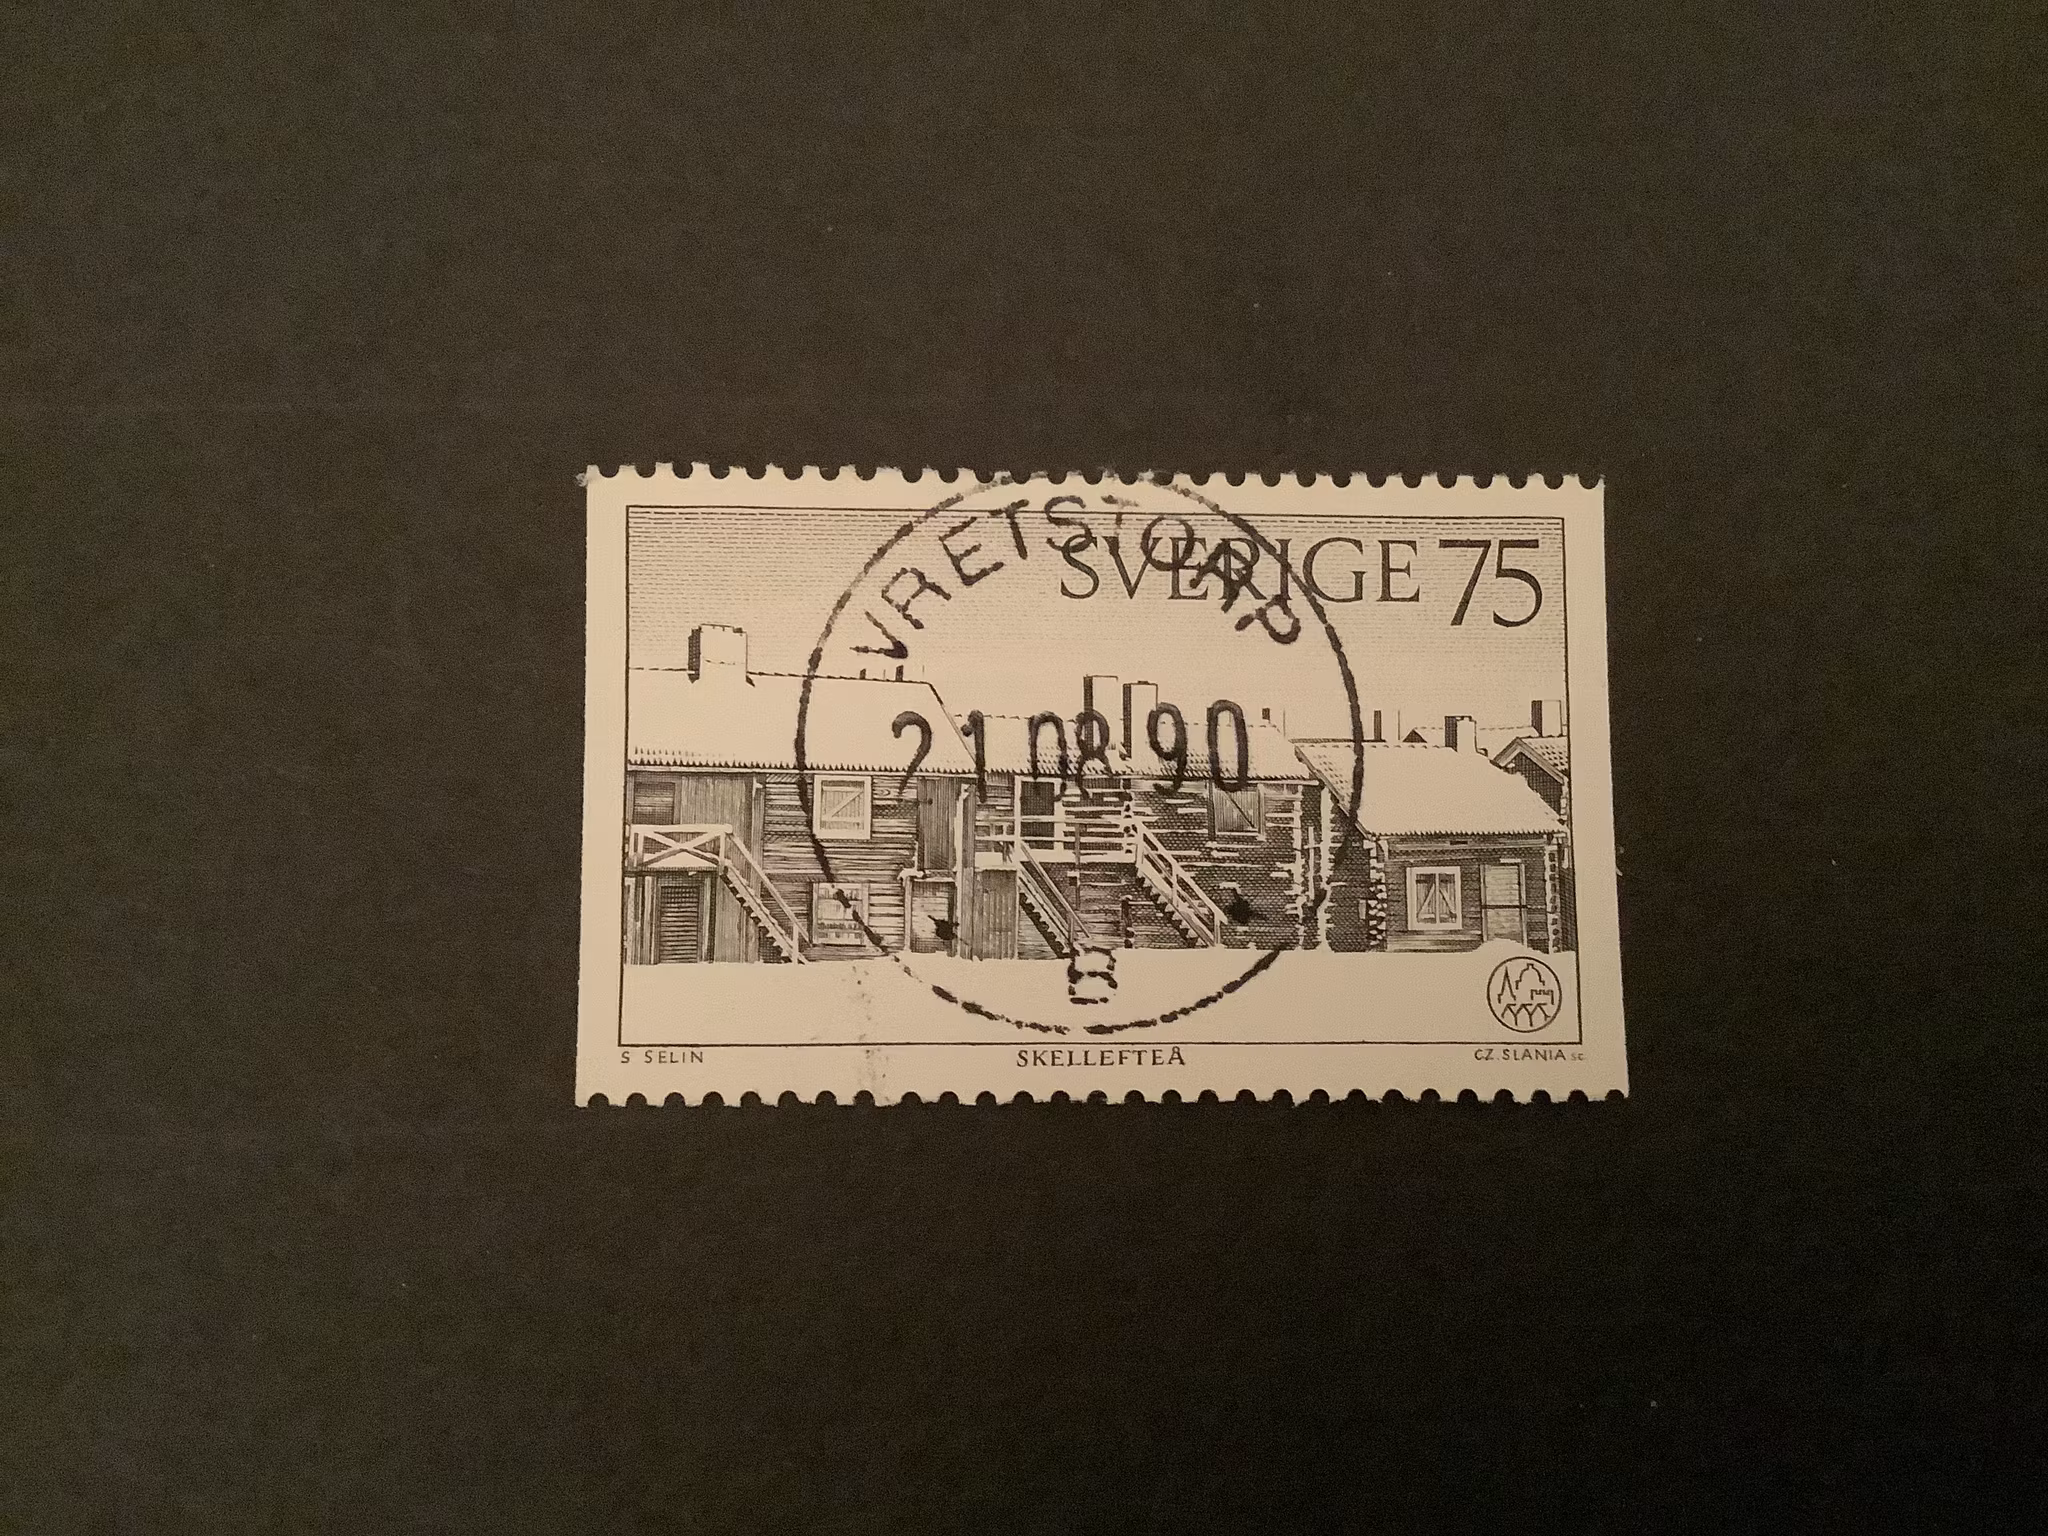 VRETSTORP
SVERIGE 75
21 08 90
S SELIN
SKELLEFTEÅ
CZ. SLANIA sc.